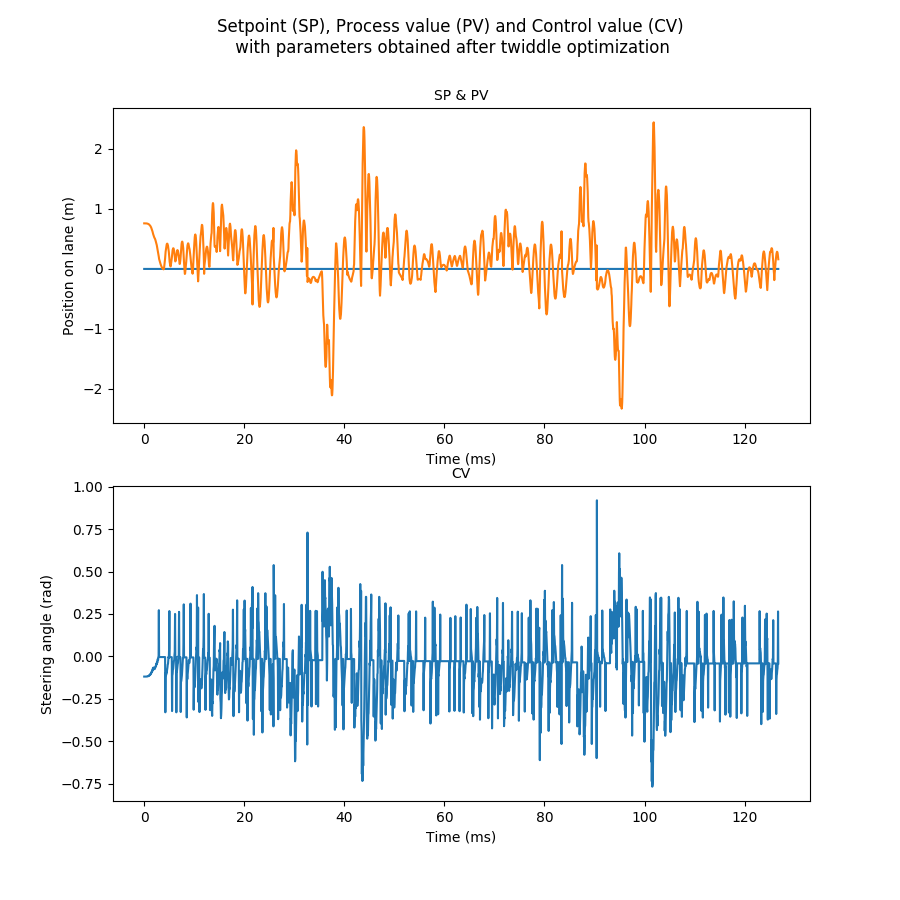 Setpoint (SP), Process value (PV) and Control value (CV)
with parameters obtained after twiddle optimization
SP & PV
Position on lane (m)
2
1
0
−1
−2
0 20 40 60 80 100 120
Time (ms)
CV
Steering angle (rad)
1.00
0.75
0.50
0.25
0.00
−0.25
−0.50
−0.75
0 20 40 60 80 100 120
Time (ms)